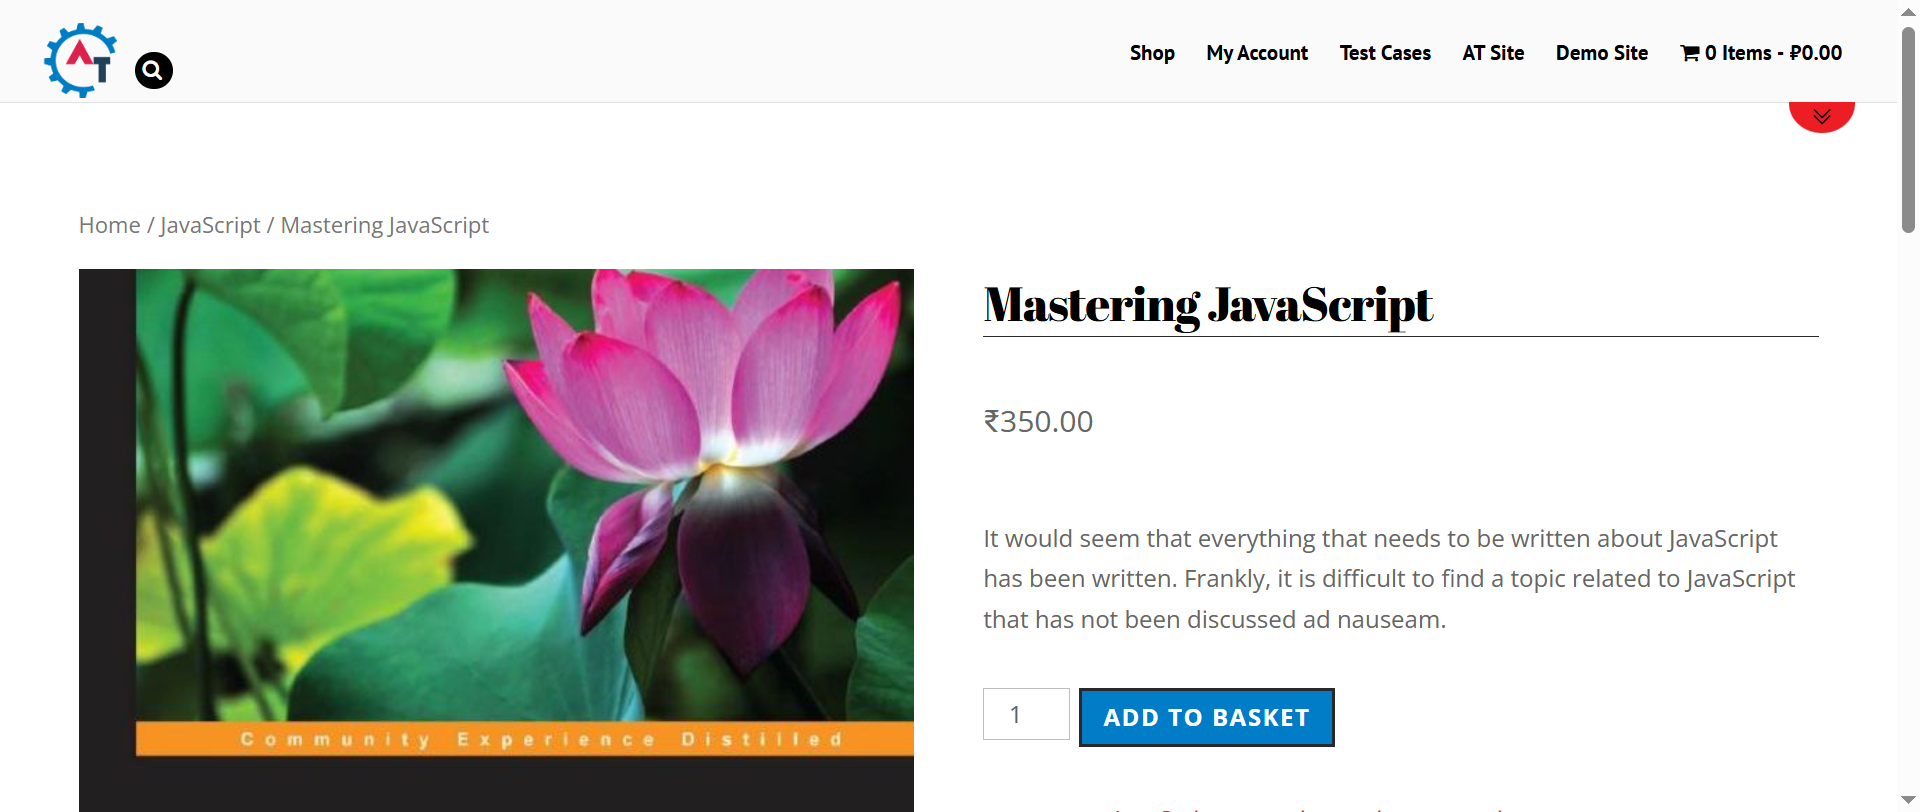 AT
Shop My Account Test Cases AT Site Demo Site 0 Items - ₽0.00
Home / JavaScript / Mastering JavaScript
Community Experience Distilled
Mastering JavaScript
₹350.00
It would seem that everything that needs to be written about JavaScript
has been written. Frankly, it is difficult to find a topic related to JavaScript
that has not been discussed ad nauseam.
1 ADD TO BASKET